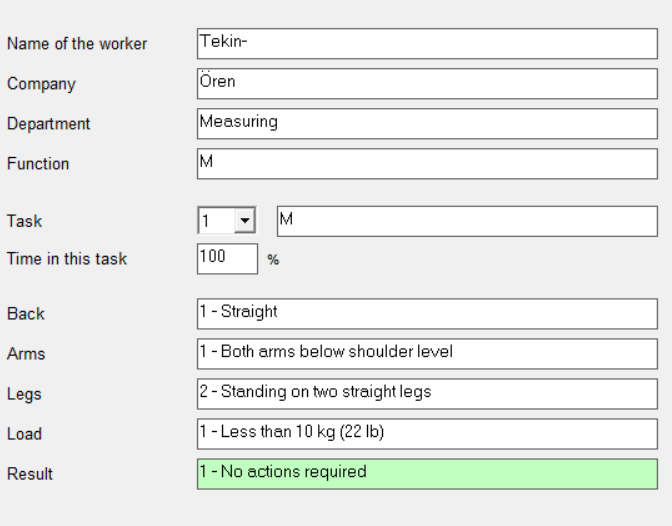 Name of the worker Tekin-
Company Ören
Department Measuring
Function M
Task 1 M
Time in this task 100 %
Back 1 - Straight
Arms 1 - Both arms below shoulder level
Legs 2 - Standing on two straight legs
Load 1 - Less than 10 kg (22 lb)
Result 1 - No actions required